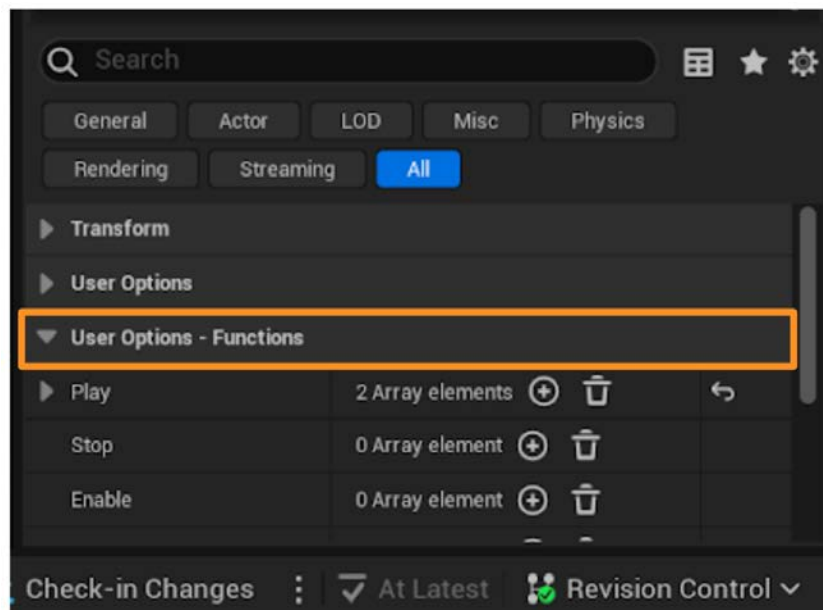 Search
General Actor LOD Misc Physics
Rendering Streaming All
Transform
User Options
User Options - Functions
Play 2 Array elements
Stop 0 Array element
Enable 0 Array element
Check-in Changes At Latest Revision Control